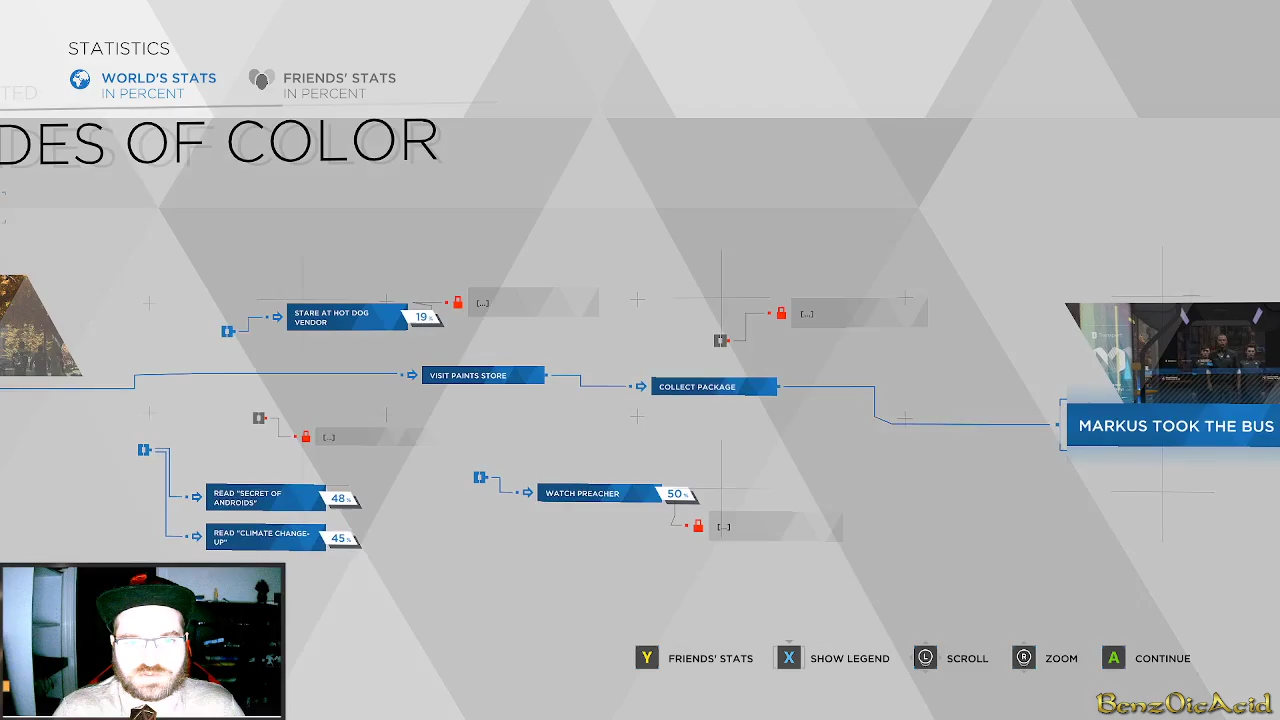 STATISTICS
WORLD'S STATS
IN PERCENT
FRIENDS' STATS
IN PERCENT
TED
DES OF COLOR
STARE AT HOT DOG
VENDOR
19%
[...]
[...]
VISIT PAINTS STORE
COLLECT PACKAGE
MARKUS TOOK THE BUS
[...]
READ "SECRET OF
ANDROIDS"
48%
WATCH PREACHER
50%
[...]
READ "CLIMATE CHANGE-
UP"
45%
Y FRIENDS' STATS
X SHOW LEGEND
L SCROLL
R ZOOM
A CONTINUE
BenzOicAcid